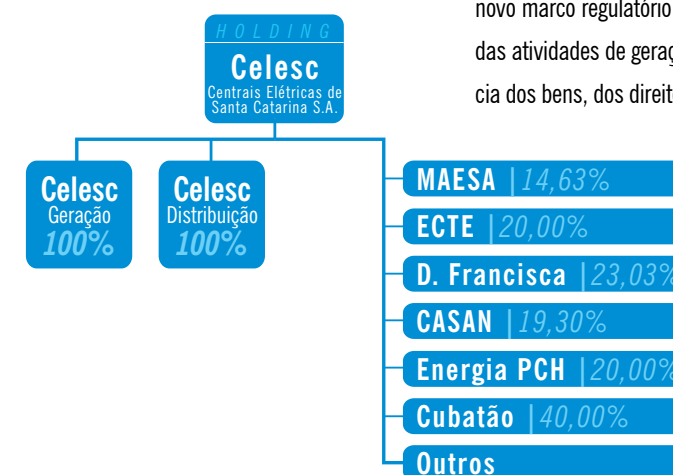 novo marco regulatório
das atividades de
cia dos bens, dos
HOLDING
Celesc
Centrais Elétricas de
Santa Catarina S.A.
Celesc
Geração
100%
Celesc
Distribuição
100%
MAESA | 14,63%
ECTE | 20,00%
D. Francisca | 23,03%
CASAN | 19,30%
Energia PCH | 20,00%
Cubatão | 40,00%
Outros